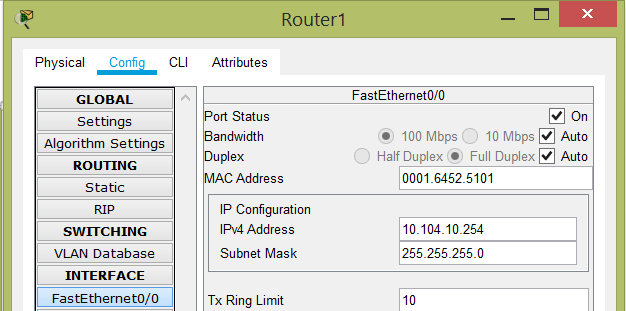 Router1
Physical Config CLI Attributes
GLOBAL
Settings
Algorithm Settings
ROUTING
Static
RIP
SWITCHING
VLAN Database
INTERFACE
FastEthernet0/0
FastEthernet0/0
Port Status On
Bandwidth 100 Mbps 10 Mbps Auto
Duplex Half Duplex Full Duplex Auto
MAC Address 0001.6452.5101
IP Configuration
IPv4 Address 10.104.10.254
Subnet Mask 255.255.255.0
Tx Ring Limit 10